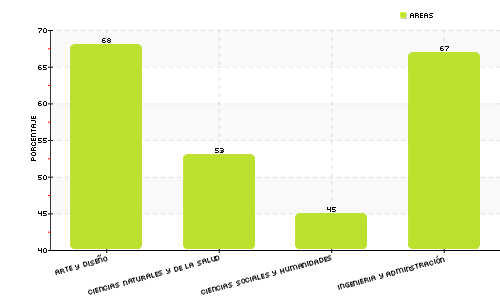 AREAS
70
65
60
55
50
45
40
PORCENTAJE
68
53
45
67
ARTE Y DISEÑO
CIENCIAS NATURALES Y DE LA SALUD
CIENCIAS SOCIALES Y HUMANIDADES
INGENIERIA Y ADMINSTRACIÓN